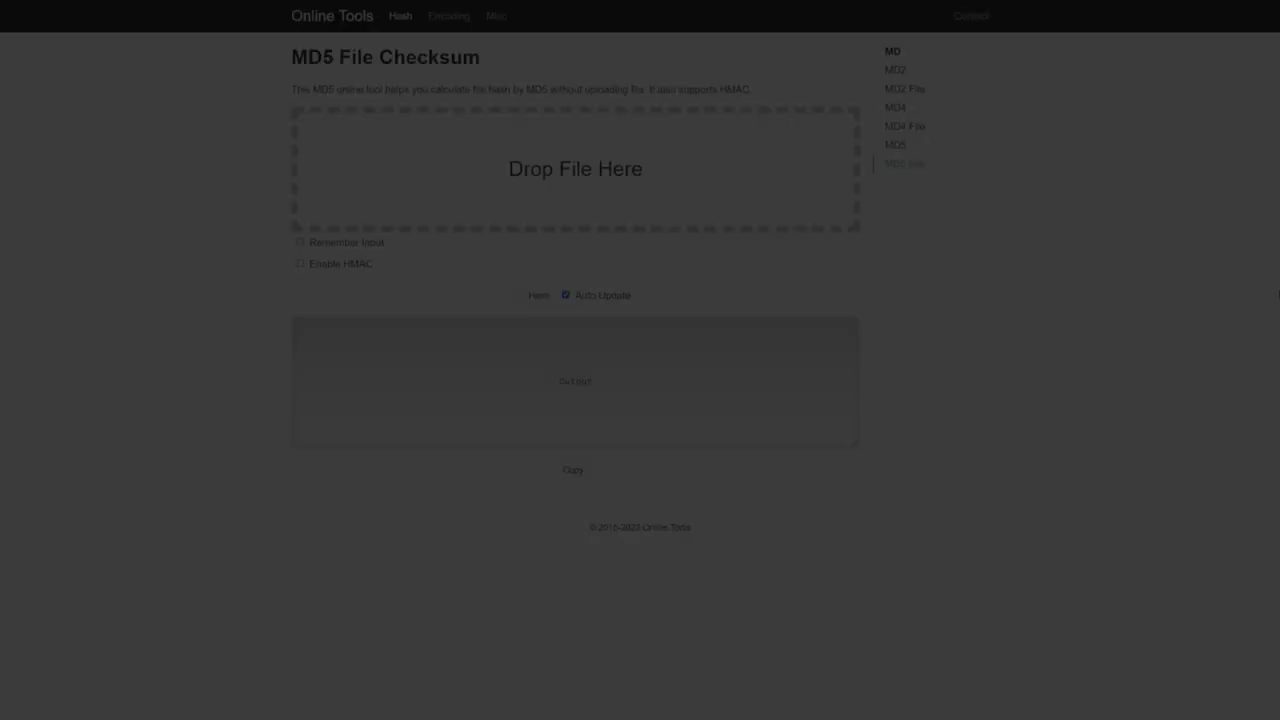 Online Tools Hash Encoding Misc Contact
MD5 File Checksum
This MD5 online tool helps you calculate file hash by MD5 without uploading file. It also supports HMAC.
Drop File Here
Remember Input
Enable HMAC
Hash Auto Update
Output
Copy
© 2015-2023 Online Tools
MD
MD2
MD2 File
MD4
MD4 File
MD5
MD5 File